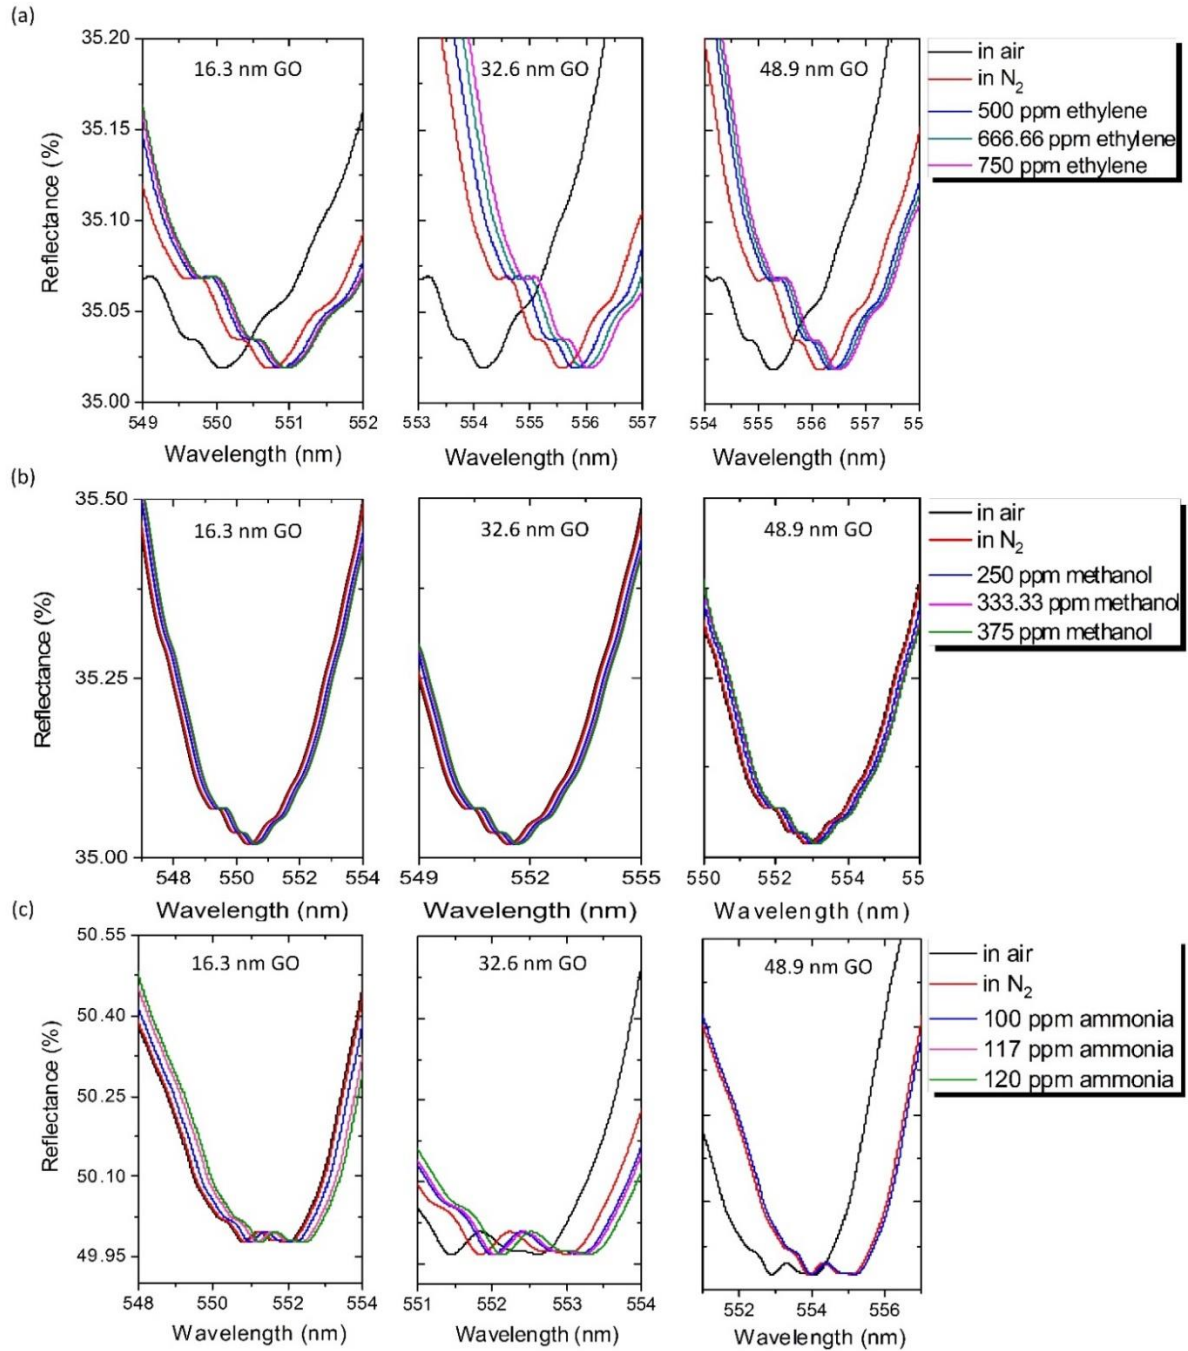 (a)
35.20
35.15
35.10
35.05
35.00
Reflectance (%)
16.3 nm GO
549 550 551 552
Wavelength (nm)
32.6 nm GO
553 554 555 556 557
Wavelength (nm)
48.9 nm GO
554 555 556 557 55
Wavelength (nm)
in air
in N2
500 ppm ethylene
666.66 ppm ethylene
750 ppm ethylene
(b)
35.50
35.25
35.00
Reflectance (%)
16.3 nm GO
548 550 552 554
Wavelength (nm)
32.6 nm GO
549 552 555
Wavelength (nm)
48.9 nm GO
550 552 554 55
Wavelength (nm)
in air
in N2
250 ppm methanol
333.33 ppm methanol
375 ppm methanol
(c)
50.55
50.40
50.25
50.10
49.95
Reflectance (%)
16.3 nm GO
548 550 552 554
Wavelength (nm)
32.6 nm GO
551 552 553 554
Wavelength (nm)
48.9 nm GO
552 554 556
Wavelength (nm)
in air
in N2
100 ppm ammonia
117 ppm ammonia
120 ppm ammonia